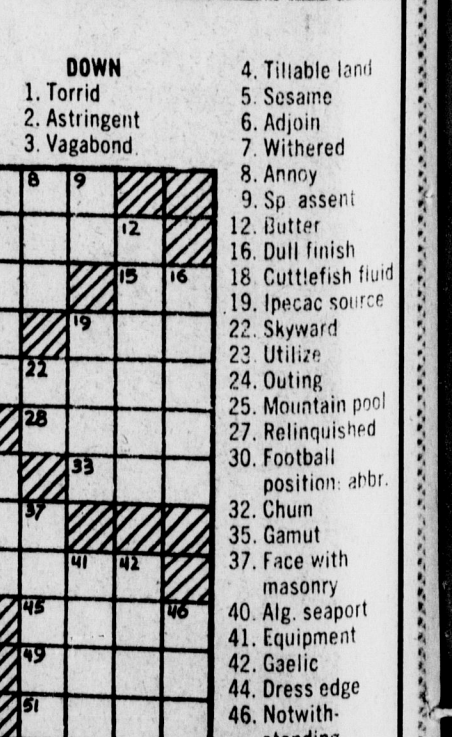 DOWN
1. Torrid
2. Astringent
3. Vagabond
4. Tillable land
5. Sesame
6. Adjoin
7. Withered
8. Annoy
9. Sp assent
12. Butter
16. Dull finish
18 Cuttlefish fluid
19. Ipecac source
22. Skyward
23. Utilize
24. Outing
25. Mountain pool
27. Relinquished
30. Football
position: abbr.
32. Chum
35. Gamut
37. Face with
masonry
40. Alg. seaport
41. Equipment
42. Gaelic
44. Dress edge
46. Notwith-
standing
8 9
12
15 16
19
22
28
33
37
41 42
45 46
49
51